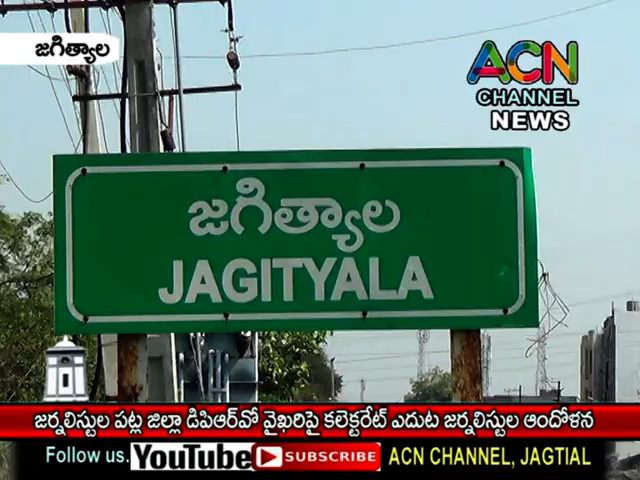 జగిత్యాల
ACN
CHANNEL
NEWS
జగిత్యాల
JAGITYALA
జర్నలిస్టుల పట్ల జిల్లా డిపిఆర్‌వో వైఖరిపై కలెక్టరేట్ ఎదుట జర్నలిస్టుల ఆందోళన
Follow us. YouTube SUBSCRIBE ACN CHANNEL, JAGTIAL